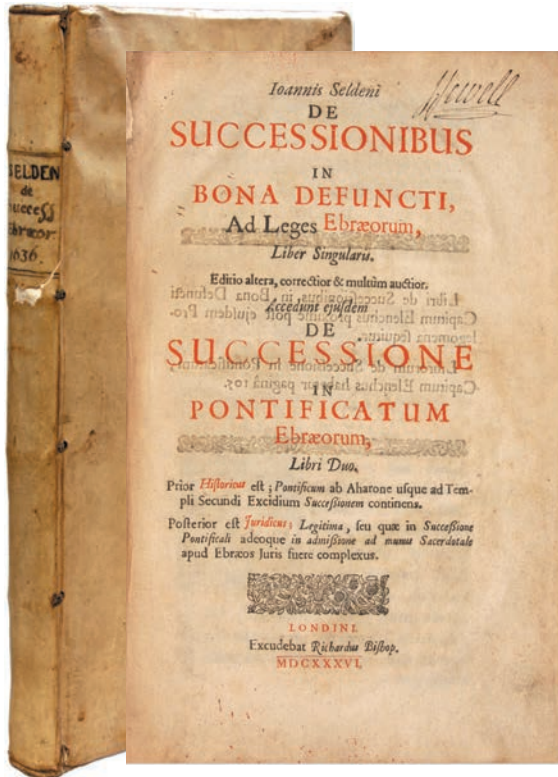 SELDEN
de
Success
Ebræor
1636.
Ioannis Seldeni
DE
SUCCESSIONIBUS
IN
BONA DEFUNCTI,
Ad Leges Ebræorum,
Liber Singularis.
Editio altera, correctior & multùm auctior.
Accedunt ejusdem
DE
SUCCESSIONE
IN
PONTIFICATUM
Ebræorum,
Libri Duo.
Prior Historicus est; Pontificum ab Aharone usque ad Tem-
pli Secundi Excidium Successionem continens.
Posterior est Juridicus; Legitima, seu quæ in Successione
Pontificali adeoque in admissione ad munus Sacerdotale
apud Ebræos Juris fuere complexus.
LONDINI.
Excudebat Richardus Bishop.
MDCXXXVI.